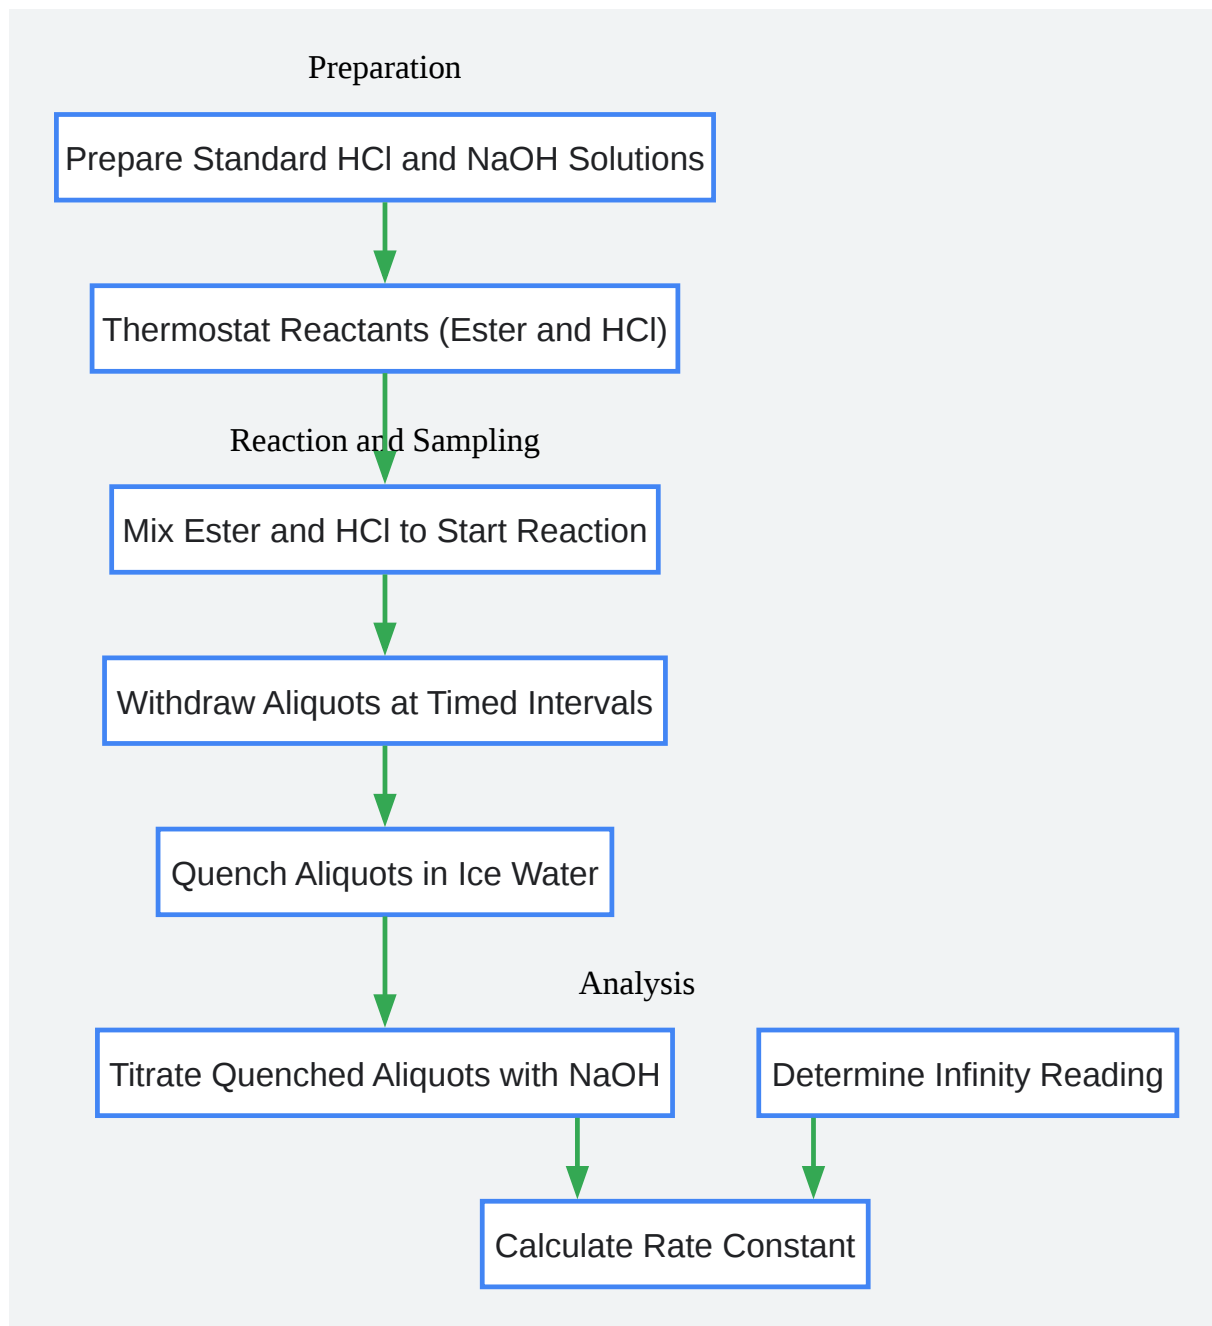 Preparation
Prepare Standard HCl and NaOH Solutions
Thermostat Reactants (Ester and HCl)
Reaction and Sampling
Mix Ester and HCl to Start Reaction
Withdraw Aliquots at Timed Intervals
Quench Aliquots in Ice Water
Analysis
Titrate Quenched Aliquots with NaOH
Determine Infinity Reading
Calculate Rate Constant